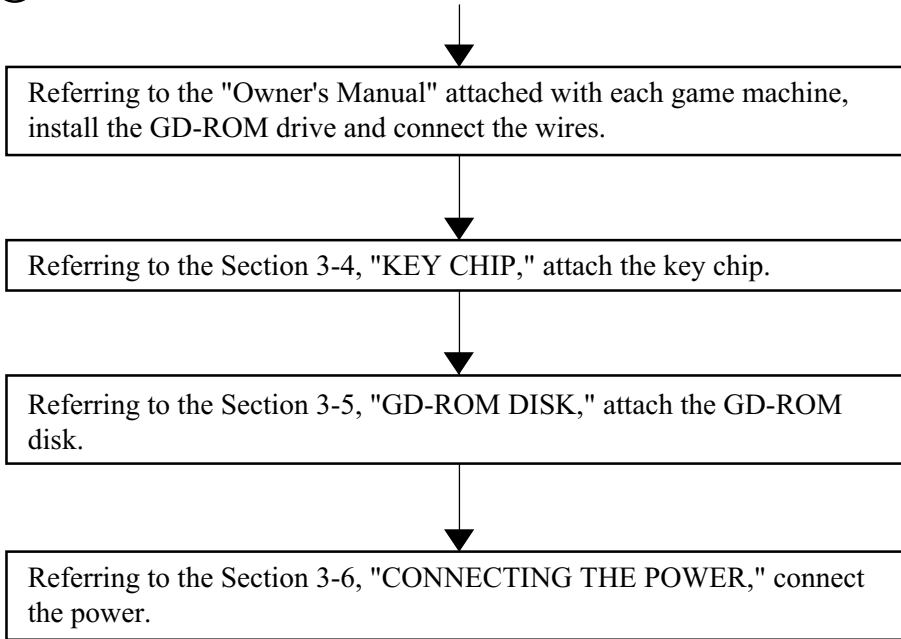 Referring to the "Owner's Manual" attached with each game machine,
install the GD-ROM drive and connect the wires.
Referring to the Section 3-4, "KEY CHIP," attach the key chip.
Referring to the Section 3-5, "GD-ROM DISK," attach the GD-ROM
disk.
Referring to the Section 3-6, "CONNECTING THE POWER," connect
the power.